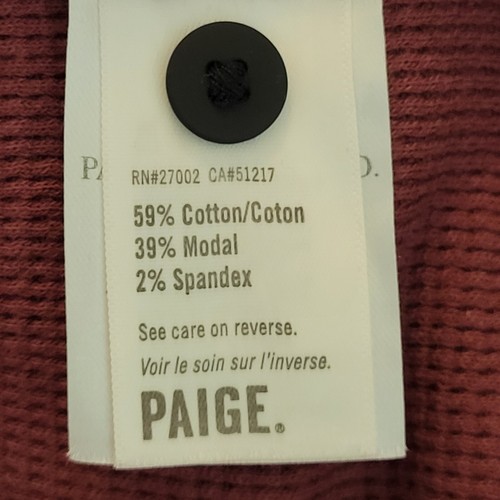 RN#27002 CA#51217
59% Cotton/Coton
39% Modal
2% Spandex
See care on reverse.
Voir le soin sur l'inverse.
PAIGE®